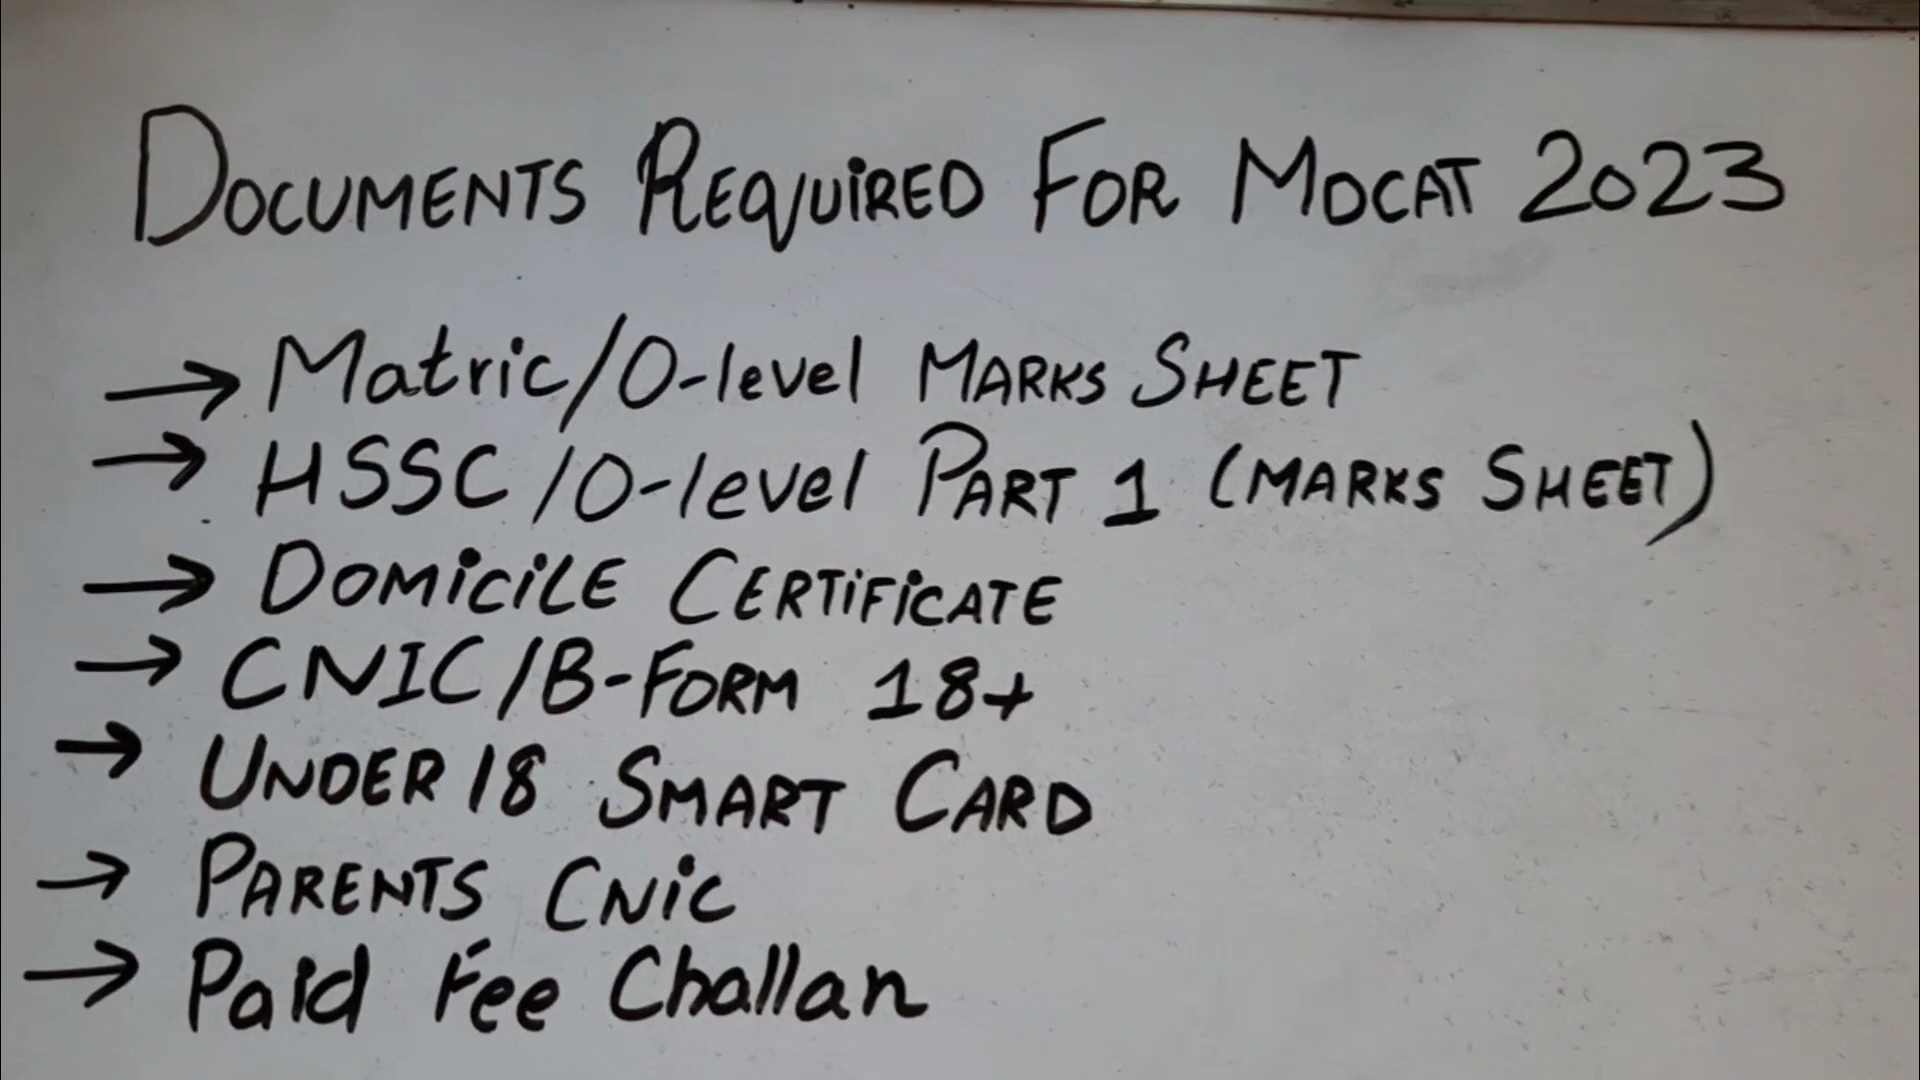 DOCUMENTS REQUIRED FOR MDCAT 2023
→ Matric/O-level MARKS SHEET
→ HSSC/O-level PART 1 (MARKS SHEET)
→ DOMiCiLE CERTiFiCATE
→ CNIC/B-FORM 18+
→ UNDER 18 SMART CARD
→ PARENTS CNiC
→ Paid Fee Challan